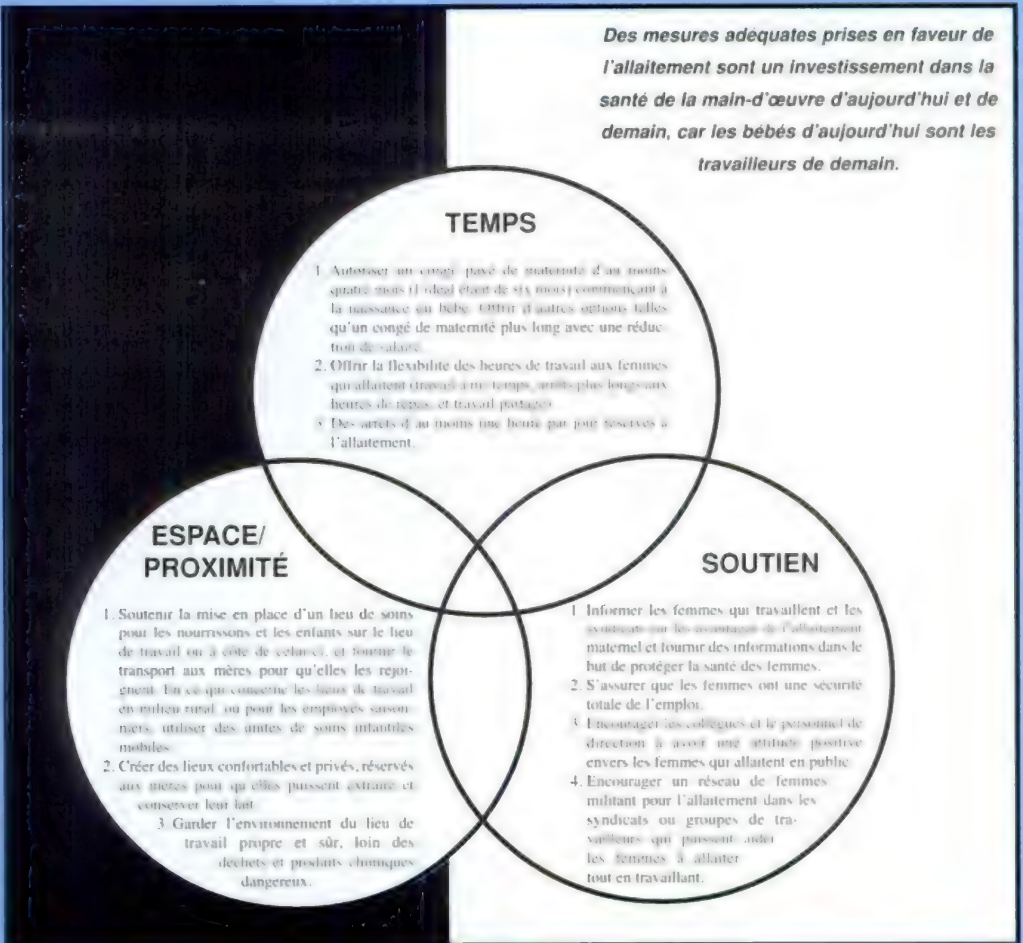 Des mesures adéquates prises en faveur de
l'allaitement sont un investissement dans la
santé de la main-d'œuvre d'aujourd'hui et de
demain, car les bébés d'aujourd'hui sont les
travailleurs de demain.
TEMPS
1. Autoriser un congé payé de maternité d'au moins
quatre mois (l'idéal étant de six mois) commençant à
la naissance du bébé. Offrir d'autres options telles
qu'un congé de maternité plus long avec une réduc-
tion de salaire.
2. Offrir la flexibilité des heures de travail aux femmes
qui allaitent (travail à mi-temps, arrêts plus longs aux
heures de repas, et travail partagé)
3. Des arrêts d'au moins une heure par jour réservés à
l'allaitement.
ESPACE/
PROXIMITÉ
1. Soutenir la mise en place d'un lieu de soins
pour les nourrissons et les enfants sur le lieu
de travail ou à côté de celui-ci, et fournir le
transport aux mères pour qu'elles les rejoi-
gnent. En ce qui concerne les lieux de travail
en milieu rural, ou pour les employés saison-
niers, utiliser des unités de soins infantiles
mobiles.
2. Créer des lieux confortables et privés, réservés
aux mères pour qu'elles puissent extraire et
conserver leur lait.
3. Garder l'environnement du lieu de
travail propre et sûr, loin des
déchets et produits chimiques
dangereux.
SOUTIEN
1. Informer les femmes qui travaillent et les
syndicats sur les avantages de l'allaitement
maternel et fournir des informations dans le
but de protéger la santé des femmes.
2. S'assurer que les femmes ont une sécurité
totale de l'emploi.
3. Encourager les collègues et le personnel de
direction à avoir une attitude positive
envers les femmes qui allaitent en public
4. Encourager un réseau de femmes
militant pour l'allaitement dans les
syndicats ou groupes de tra-
vailleurs qui puissent aider
les femmes à allaiter
tout en travaillant.